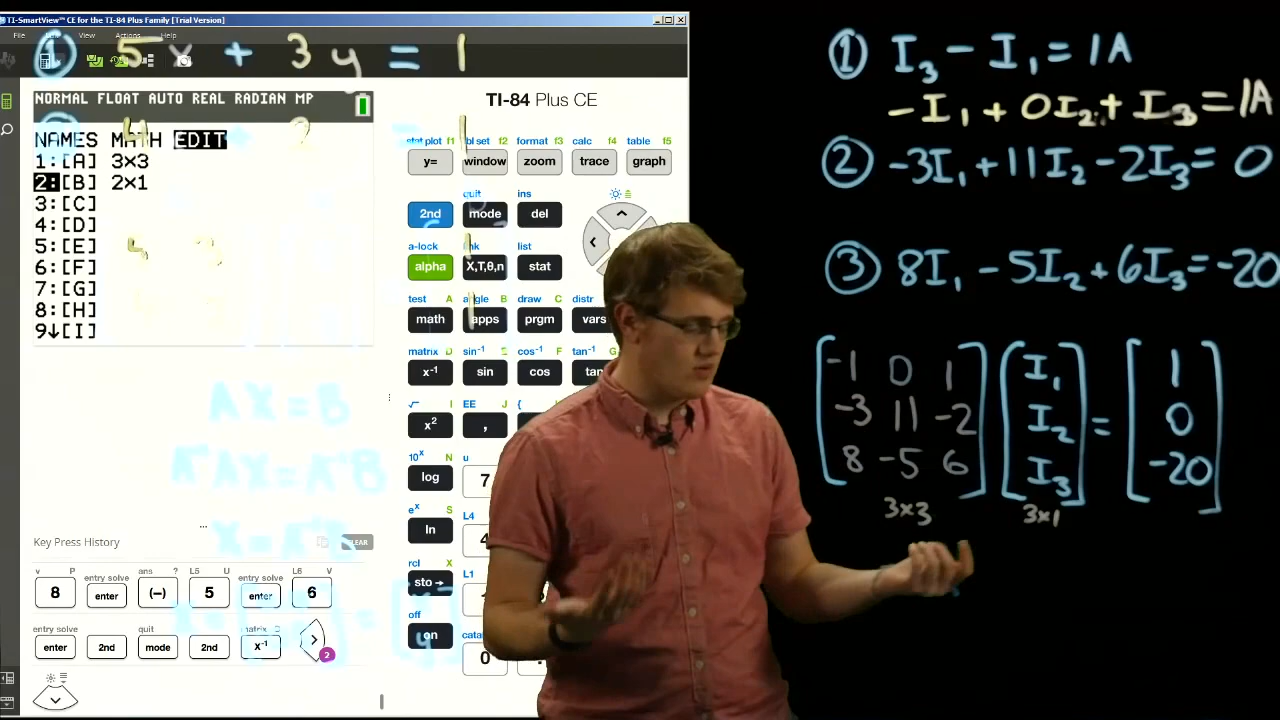 TI-SmartView™ CE for the TI-84 Plus Family [Trial Version]
File View Actions Help
① 5x + 3y = 1
NORMAL FLOAT AUTO REAL RADIAN MP
NAMES MATH EDIT
1:[A] 3×3
2:[B] 2×1
3:[C]
4:[D]
5:[E]
6:[F]
7:[G]
8:[H]
9↓[I]
AX = B
A⁻¹AX = A⁻¹B
X = A⁻¹B
Key Press History
CLEAR
v P entry solve ans ? L5 U entry solve L6 V
8 enter (-) 5 enter 6
entry solve quit matrix
enter 2nd mode 2nd x⁻¹ >
2
TI-84 Plus CE
stat plot f1 tbl set f2 format f3 calc f4 table f5
y= window zoom trace graph
quit ins
2nd mode del
a-lock link list
alpha X,T,θ,n stat
test A angle B draw C distr
math apps prgm vars
matrix D sin⁻¹ cos⁻¹ tan⁻¹
x⁻¹ sin cos tan
√ EE J {
x² ,
10ˣ N u
log 7
eˣ S L4
ln 4
rcl X L1
sto→
off
on 0
① I₃ - I₁ = 1A
-I₁ + 0I₂ + I₃ = 1A
② -3I₁ + 11I₂ - 2I₃ = 0
③ 8I₁ - 5I₂ + 6I₃ = -20
-1 0 1 I₁ 1
-3 11 -2 I₂ = 0
8 -5 6 I₃ -20
3×3 3×1